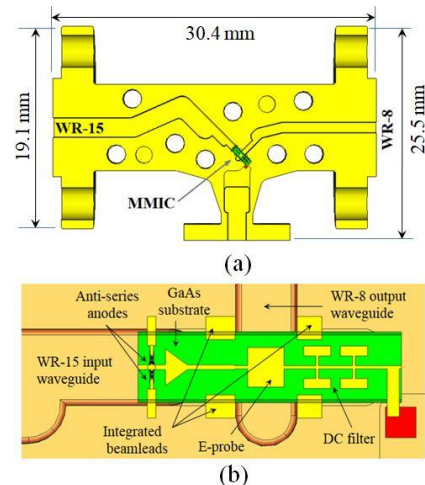 30.4 mm
19.1 mm
WR-15
WR-8
25.5 mm
MMIC
(a)
Anti-series
anodes
GaAs
substrate
WR-8 output
waveguide
WR-15 input
waveguide
Integrated
beamleads
E-probe
DC filter
(b)